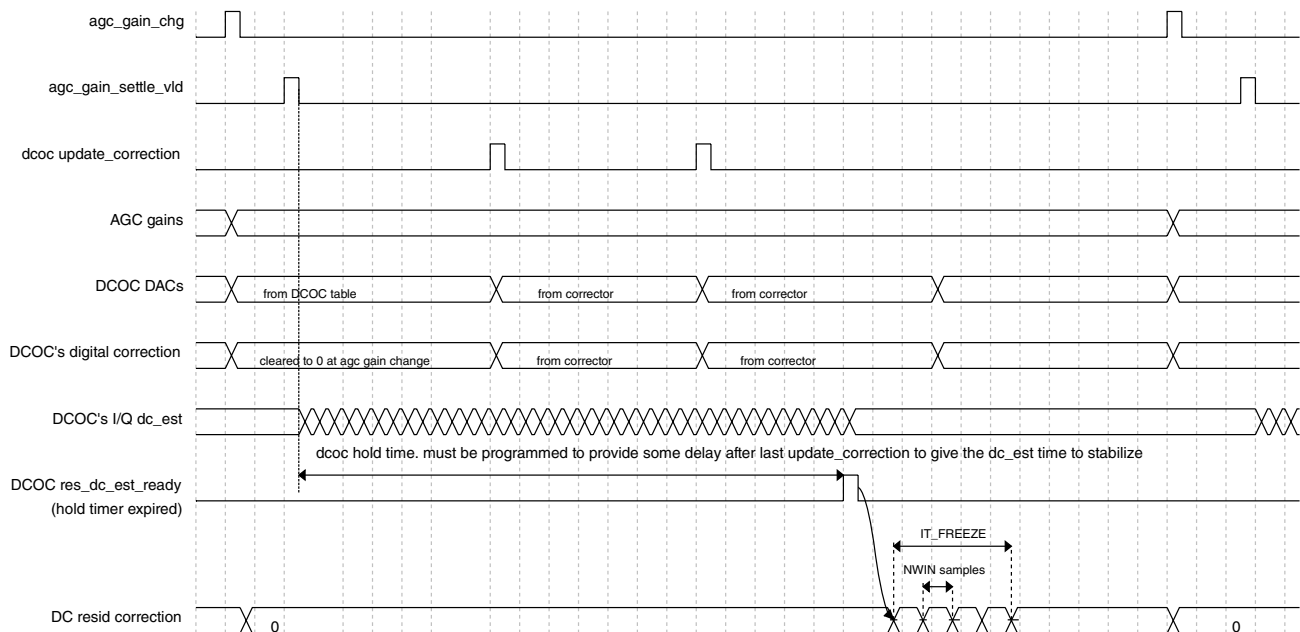 agc_gain_chg
agc_gain_settle_vld
dcoc update_correction
AGC gains
DCOC DACs
from DCOC table
from corrector
from corrector
DCOC's digital correction
cleared to 0 at agc gain change
from corrector
from corrector
DCOC's I/Q dc_est
dcoc hold time. must be programmed to provide some delay after last update_correction to give the dc_est time to stabilize
DCOC res_dc_est_ready
(hold timer expired)
IT_FREEZE
NWIN samples
DC resid correction
0
0